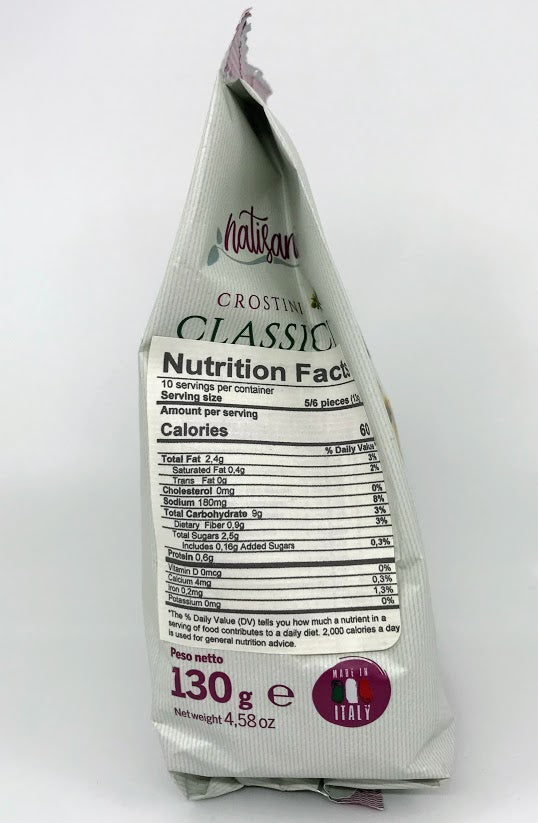 natisan
CROSTINI
CLASSIC
Nutrition Facts
10 servings per container
Serving size 5/6 pieces (13g
Amount per serving
Calories 60
% Daily Value*
Total Fat 2,4g 3%
Saturated Fat 0,4g 2%
Trans Fat 0g
Cholesterol 0mg 0%
Sodium 180mg 8%
Total Carbohydrate 9g 3%
Dietary Fiber 0,9g 3%
Total Sugars 2,5g
Includes 0,16g Added Sugars 0,3%
Protein 0,6g
Vitamin D 0mcg 0%
Calcium 4mg 0,3%
Iron 0,2mg 1,3%
Potassium 0mg 0%
*The % Daily Value (DV) tells you how much a nutrient in a
serving of food contributes to a daily diet. 2,000 calories a day
is used for general nutrition advice.
Peso netto
130 g e
Net weight 4,58 oz
MADE IN
ITALY